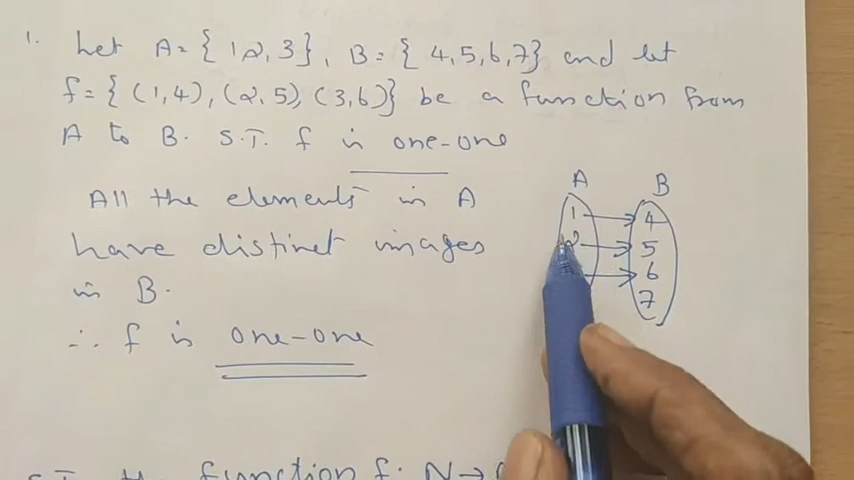 1. Let A = { 1 2, 3 }, B = { 4, 5, 6, 7 } and let
f = { (1, 4), (2, 5), (3, 6) } be a function from
A to B. S.T. f is one-one
All the elements in A
have distinct images
in B.
∴ f is one-one
A B
1 4
2 5
6
7
S.T. the function f: N →